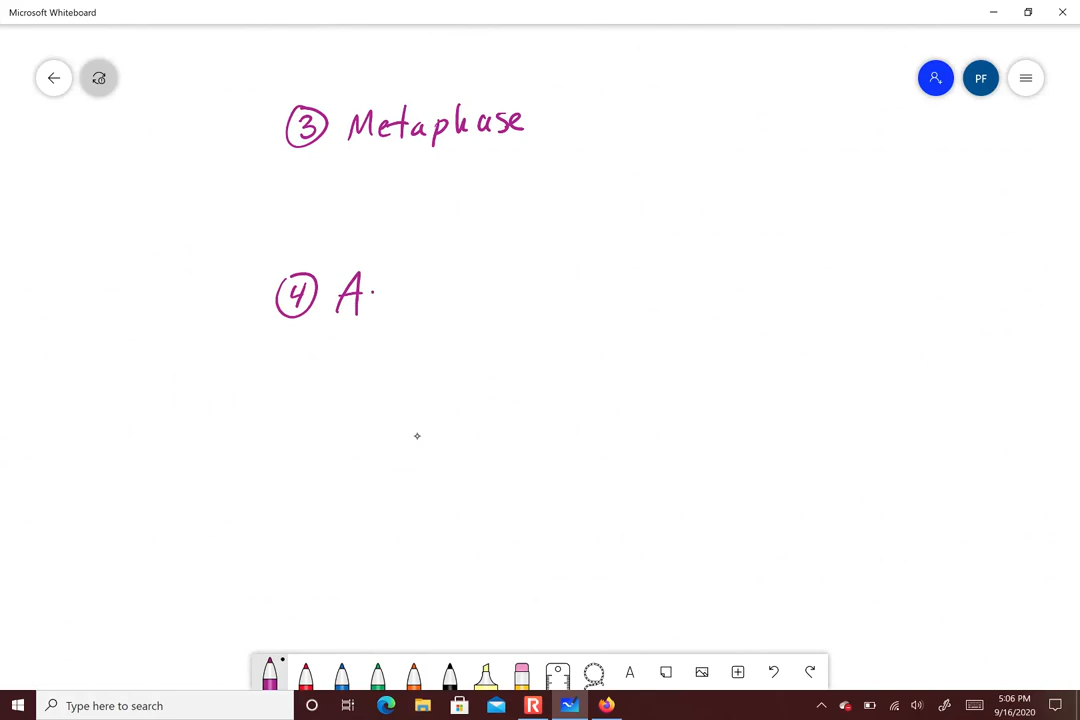 Microsoft Whiteboard
PF
③ Metaphase
④ A
A
Type here to search
5:06 PM
9/16/2020